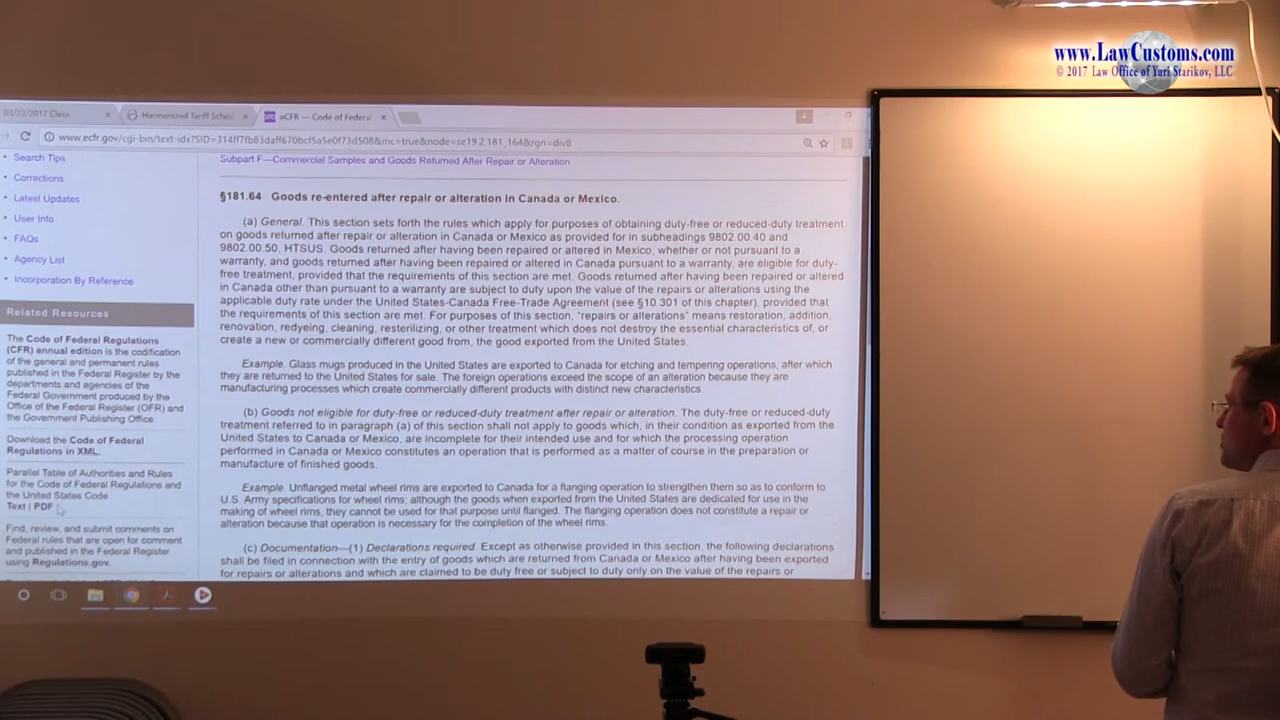 www.LawCustoms.com
© 2017 Law Office of Yuri Starikov, LLC
03/23/2017 Class
Harmonized Tariff Sched
eCFR — Code of Federal
www.ecfr.gov/cgi-bin/text-idx?SID=314ff7fb83daff670bcf5a5e0f73d508&mc=true&node=se19.2.181_164&rgn=div8
Search Tips
Corrections
Latest Updates
User Info
FAQs
Agency List
Incorporation By Reference
Related Resources
The Code of Federal Regulations
(CFR) annual edition is the codification
of the general and permanent rules
published in the Federal Register by the
departments and agencies of the
Federal Government produced by the
Office of the Federal Register (OFR) and
the Government Publishing Office.
Download the Code of Federal
Regulations in XML.
Parallel Table of Authorities and Rules
for the Code of Federal Regulations and
the United States Code
Text | PDF
Find, review, and submit comments on
Federal rules that are open for comment
and published in the Federal Register
using Regulations.gov.
Subpart F—Commercial Samples and Goods Returned After Repair or Alteration
§181.64 Goods re-entered after repair or alteration in Canada or Mexico.
(a) General. This section sets forth the rules which apply for purposes of obtaining duty-free or reduced-duty treatment
on goods returned after repair or alteration in Canada or Mexico as provided for in subheadings 9802.00.40 and
9802.00.50, HTSUS. Goods returned after having been repaired or altered in Mexico, whether or not pursuant to a
warranty, and goods returned after having been repaired or altered in Canada pursuant to a warranty, are eligible for duty-
free treatment, provided that the requirements of this section are met. Goods returned after having been repaired or altered
in Canada other than pursuant to a warranty are subject to duty upon the value of the repairs or alterations using the
applicable duty rate under the United States-Canada Free-Trade Agreement (see §10.301 of this chapter), provided that
the requirements of this section are met. For purposes of this section, "repairs or alterations" means restoration, addition,
renovation, redyeing, cleaning, resterilizing, or other treatment which does not destroy the essential characteristics of, or
create a new or commercially different good from, the good exported from the United States.
Example. Glass mugs produced in the United States are exported to Canada for etching and tempering operations, after which
they are returned to the United States for sale. The foreign operations exceed the scope of an alteration because they are
manufacturing processes which create commercially different products with distinct new characteristics.
(b) Goods not eligible for duty-free or reduced-duty treatment after repair or alteration. The duty-free or reduced-duty
treatment referred to in paragraph (a) of this section shall not apply to goods which, in their condition as exported from the
United States to Canada or Mexico, are incomplete for their intended use and for which the processing operation
performed in Canada or Mexico constitutes an operation that is performed as a matter of course in the preparation or
manufacture of finished goods.
Example. Unflanged metal wheel rims are exported to Canada for a flanging operation to strengthen them so as to conform to
U.S. Army specifications for wheel rims; although the goods when exported from the United States are dedicated for use in the
making of wheel rims, they cannot be used for that purpose until flanged. The flanging operation does not constitute a repair or
alteration because that operation is necessary for the completion of the wheel rims.
(c) Documentation—(1) Declarations required. Except as otherwise provided in this section, the following declarations
shall be filed in connection with the entry of goods which are returned from Canada or Mexico after having been exported
for repairs or alterations and which are claimed to be duty free or subject to duty only on the value of the repairs or